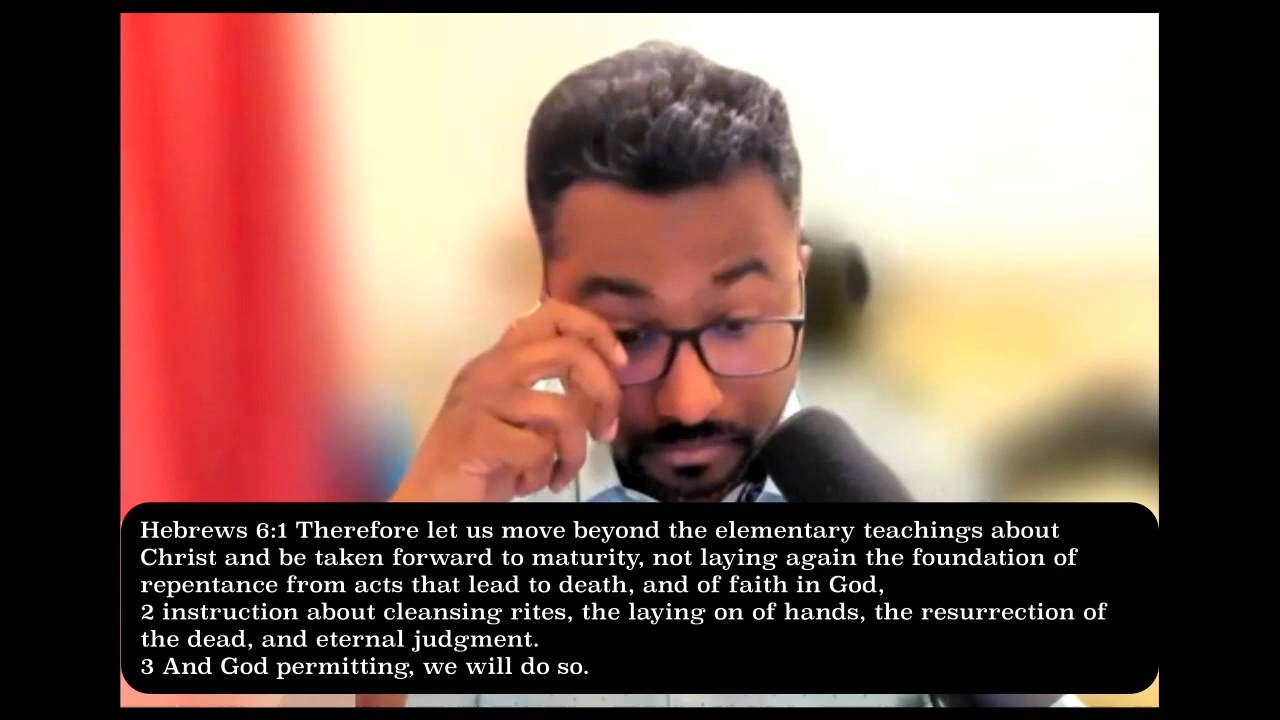 Hebrews 6:1 Therefore let us move beyond the elementary teachings about
Christ and be taken forward to maturity, not laying again the foundation of
repentance from acts that lead to death, and of faith in God,
2 instruction about cleansing rites, the laying on of hands, the resurrection of
the dead, and eternal judgment.
3 And God permitting, we will do so.